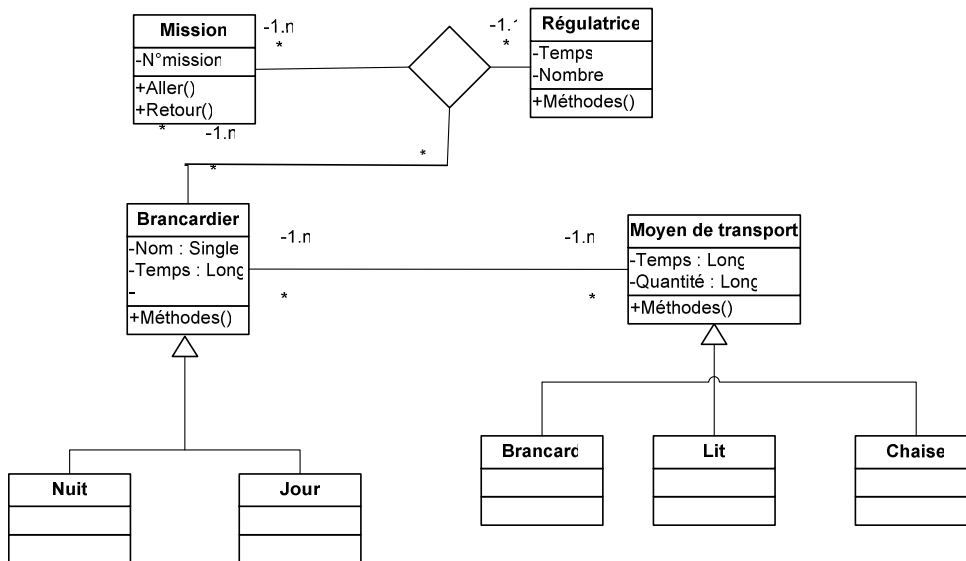 Mission
-N°mission
+Aller()
+Retour()
-1.n
*
-1.1
*
Régulatrice
-Temps
-Nombre
+Méthodes()
*
-1.n
*
*
Brancardier
-Nom : Single
-Temps : Long
-
+Méthodes()
-1.n
*
-1.n
*
Moyen de transport
-Temps : Long
-Quantité : Long
+Méthodes()
Brancard
Lit
Chaise
Nuit
Jour